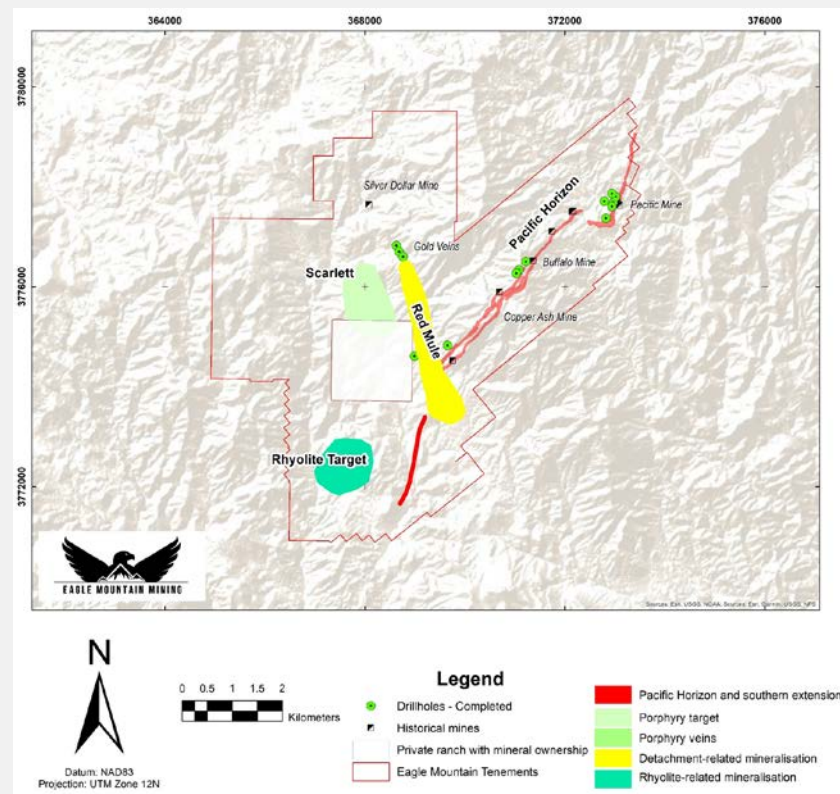 364000
368000
372000
376000
3780000
3776000
3772000
Silver Dollar Mine
Pacific Horizon
Pacific Mine
Gold Veins
Scarlett
Buffalo Mine
Red Mule
Copper Ash Mine
Rhyolite Target
EAGLE MOUNTAIN MINING
Sources: Esri, USGS, NOAA, Sources: Esri, Garmin, USGS, NPS
N
0 0.5 1 1.5 2
Kilometers
Datum: NAD83
Projection: UTM Zone 12N
Legend
Drillholes - Completed
Historical mines
Private ranch with mineral ownership
Eagle Mountain Tenements
Pacific Horizon and southern extension
Porphyry target
Porphyry veins
Detachment-related mineralisation
Rhyolite-related mineralisation